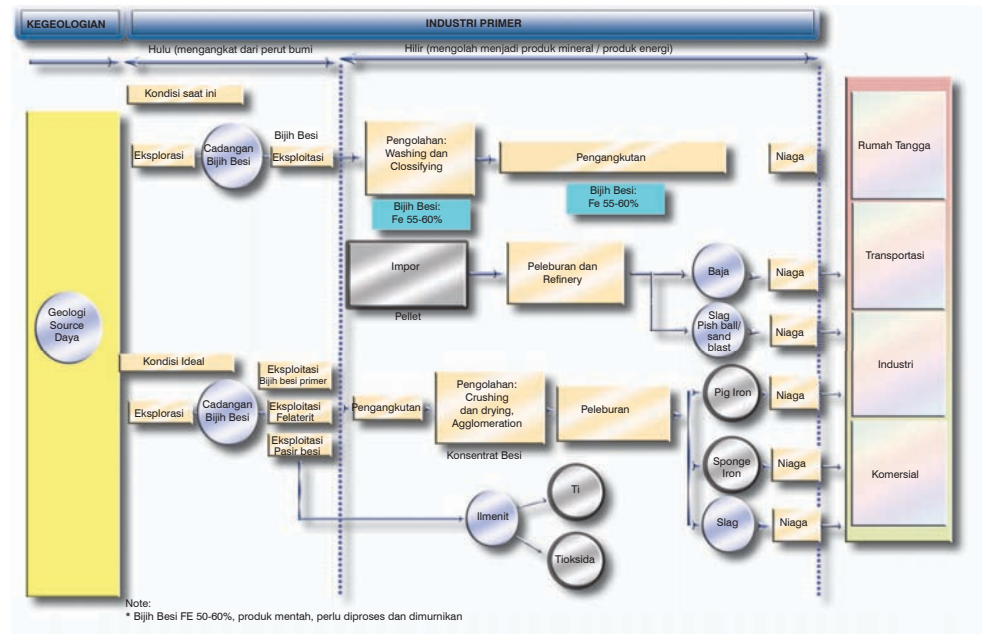 KEGEOLOGIAN
INDUSTRI PRIMER
Hulu (mengangkat dari perut bumi
Hilir (mengolah menjadi produk mineral / produk energi)
Kondisi saat ini
Eksplorasi
Cadangan
Bijih Besi
Bijih Besi
Eksploitasi
Pengolahan:
Washing dan
Clossifying
Pengangkutan
Niaga
Bijih Besi:
Fe 55-60%
Bijih Besi:
Fe 55-60%
Impor
Pellet
Peleburan dan
Refinery
Baja
Niaga
Slag
Pish ball/
sand
blast
Niaga
Geologi
Source
Daya
Kondisi Ideal
Eksplorasi
Cadangan
Bijih Besi
Eksploitasi
Bijih besi primer
Eksploitasi
Felaterit
Eksploitasi
Pasir besi
Pengangkutan
Pengolahan:
Crushing
dan drying,
Agglomeration
Konsentrat Besi
Peleburan
Pig Iron
Niaga
Sponge
Iron
Niaga
Slag
Niaga
Ilmenit
Ti
Tioksida
Rumah Tangga
Transportasi
Industri
Komersial
Note:
* Bijih Besi FE 50-60%, produk mentah, perlu diproses dan dimurnikan